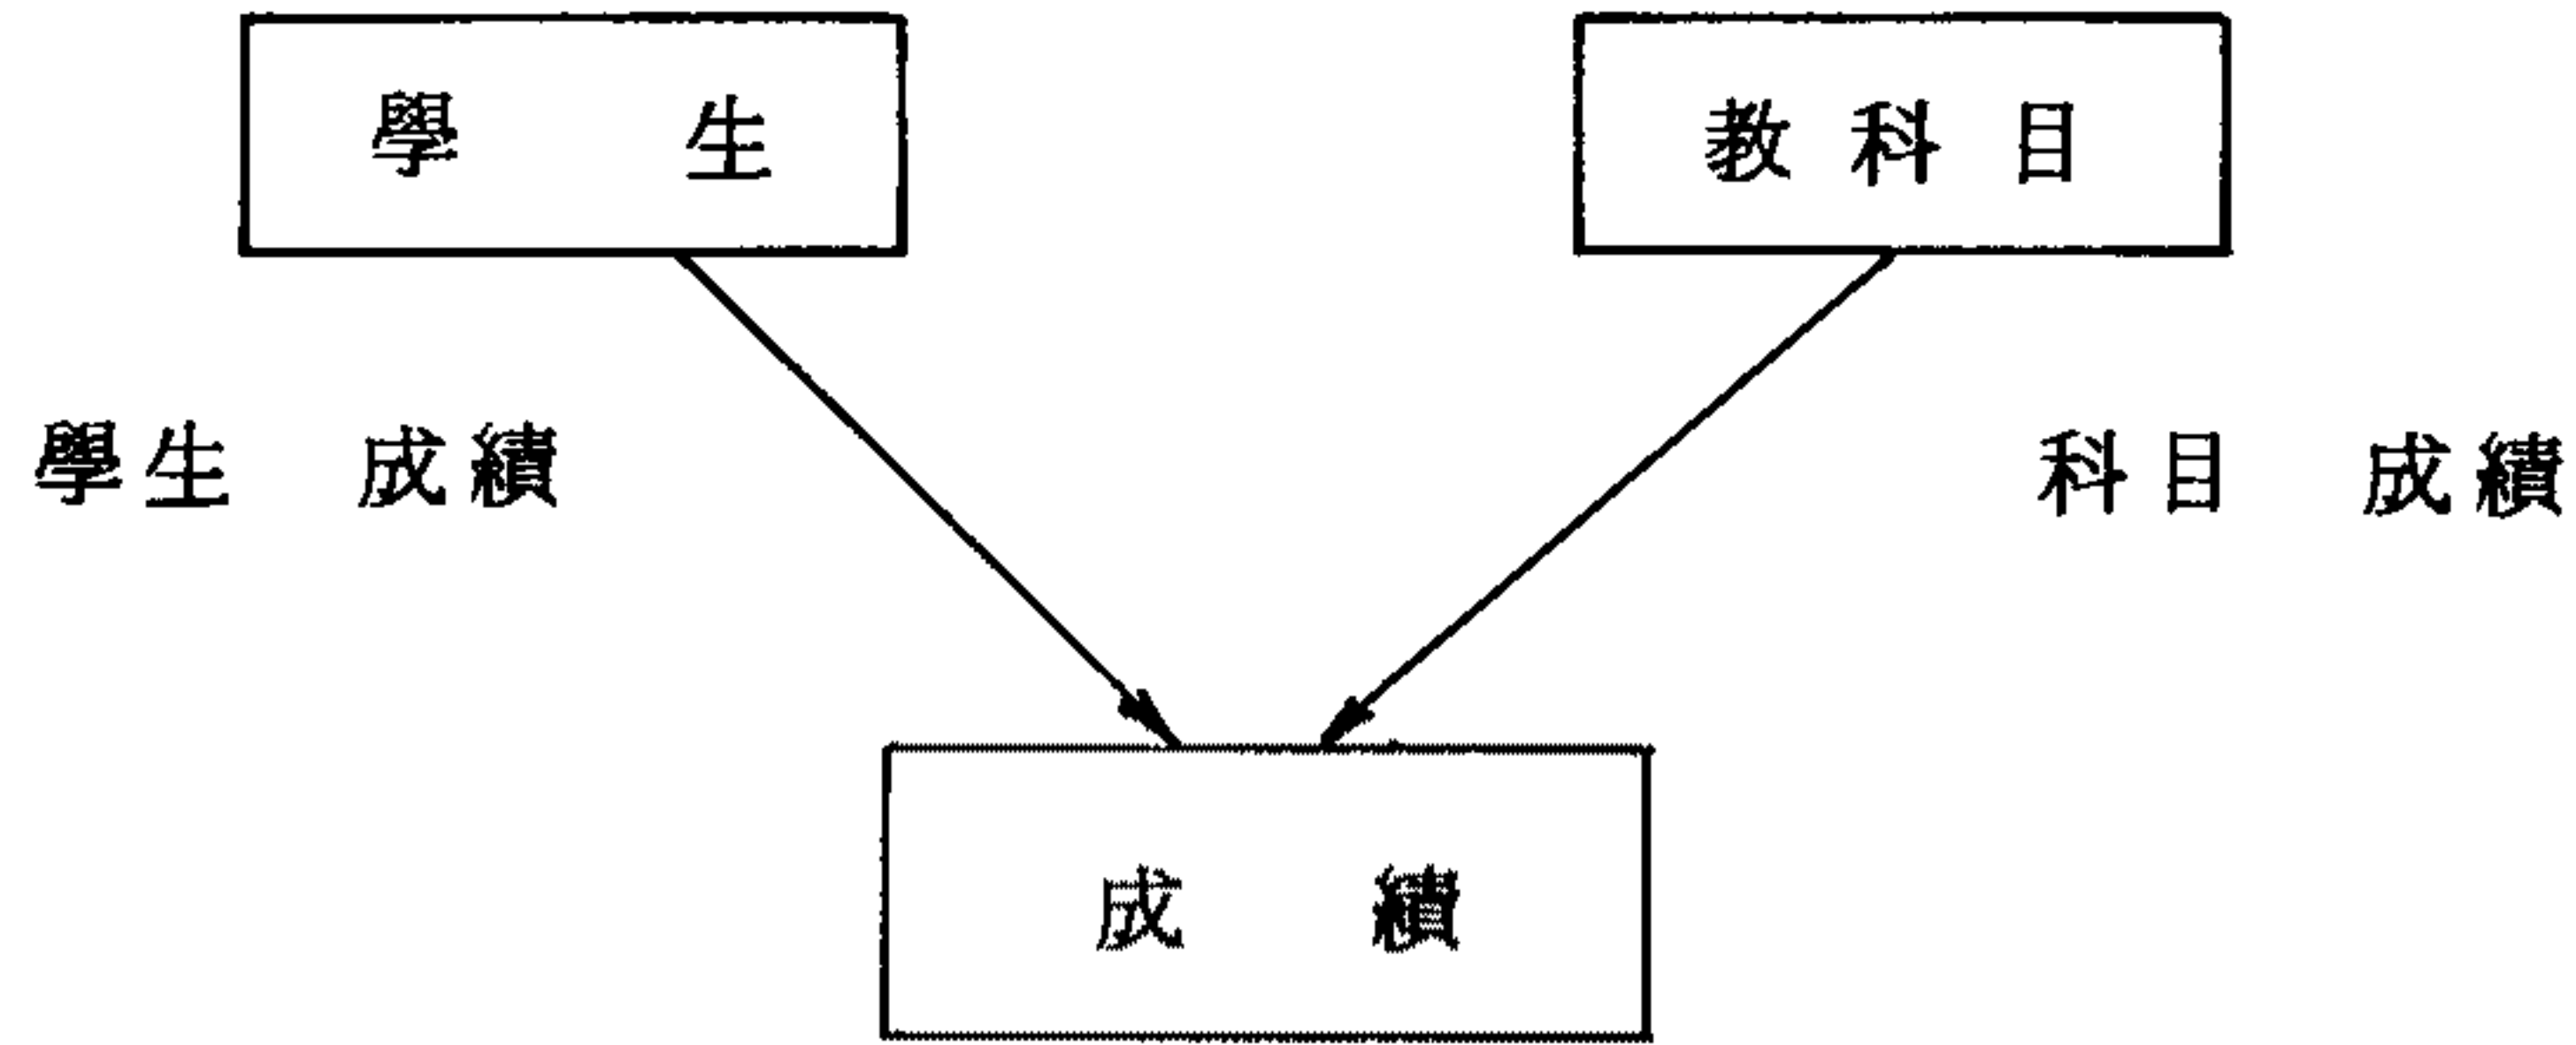 學生
教科目
學生 成績
科目 成績
成績